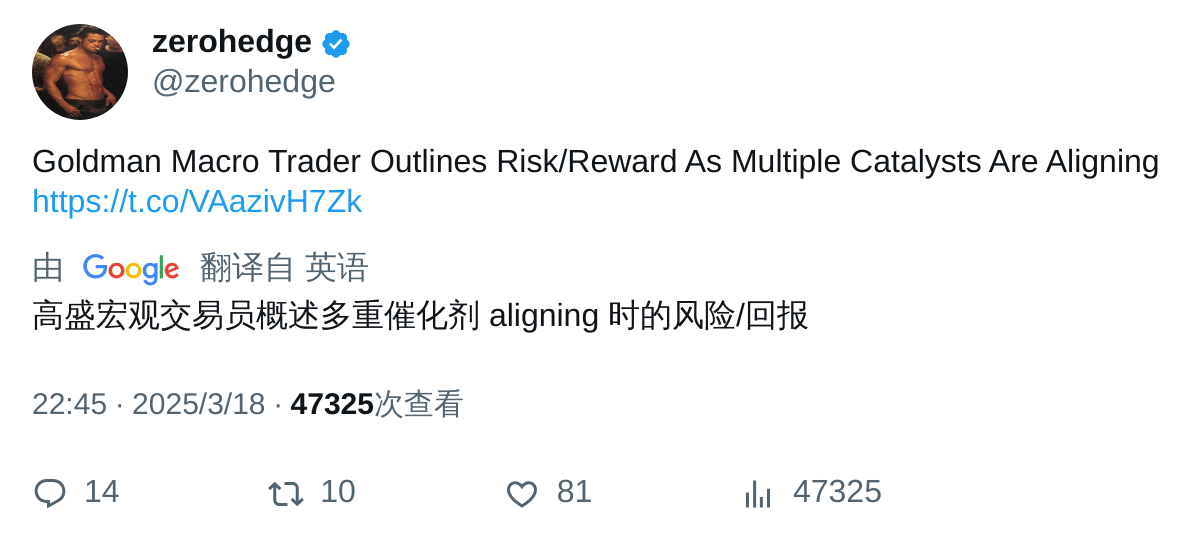 zerohedge
@zerohedge
Goldman Macro Trader Outlines Risk/Reward As Multiple Catalysts Are Aligning
https://t.co/VAazivH7Zk
由 Google 翻译自 英语
高盛宏观交易员概述多重催化剂 aligning 时的风险/回报
22:45 · 2025/3/18 · 47325次查看
14 10 81 47325